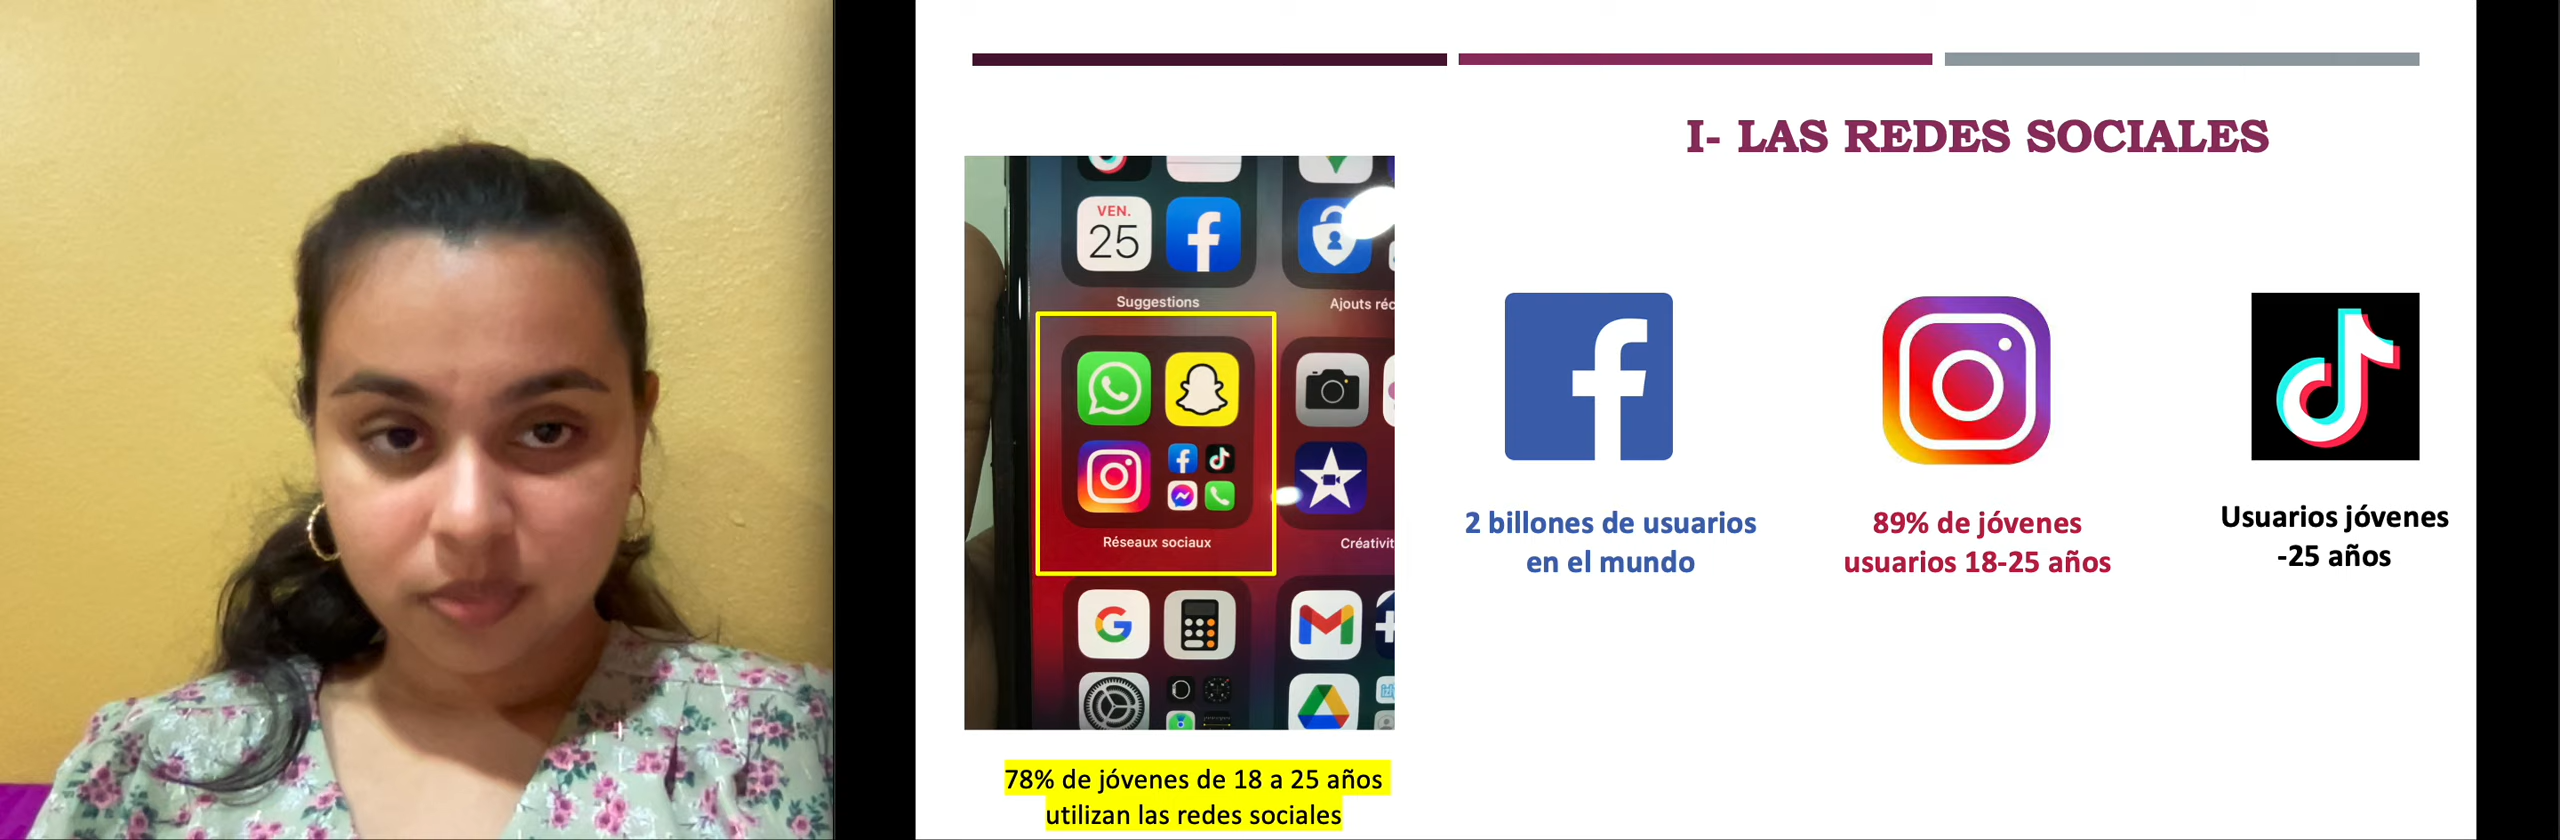 I- LAS REDES SOCIALES
VEN.
25
Suggestions
Ajouts réc
Réseaux sociaux
Créativit
78% de jóvenes de 18 a 25 años
utilizan las redes sociales
2 billones de usuarios
en el mundo
89% de jóvenes
usuarios 18-25 años
Usuarios jóvenes
-25 años